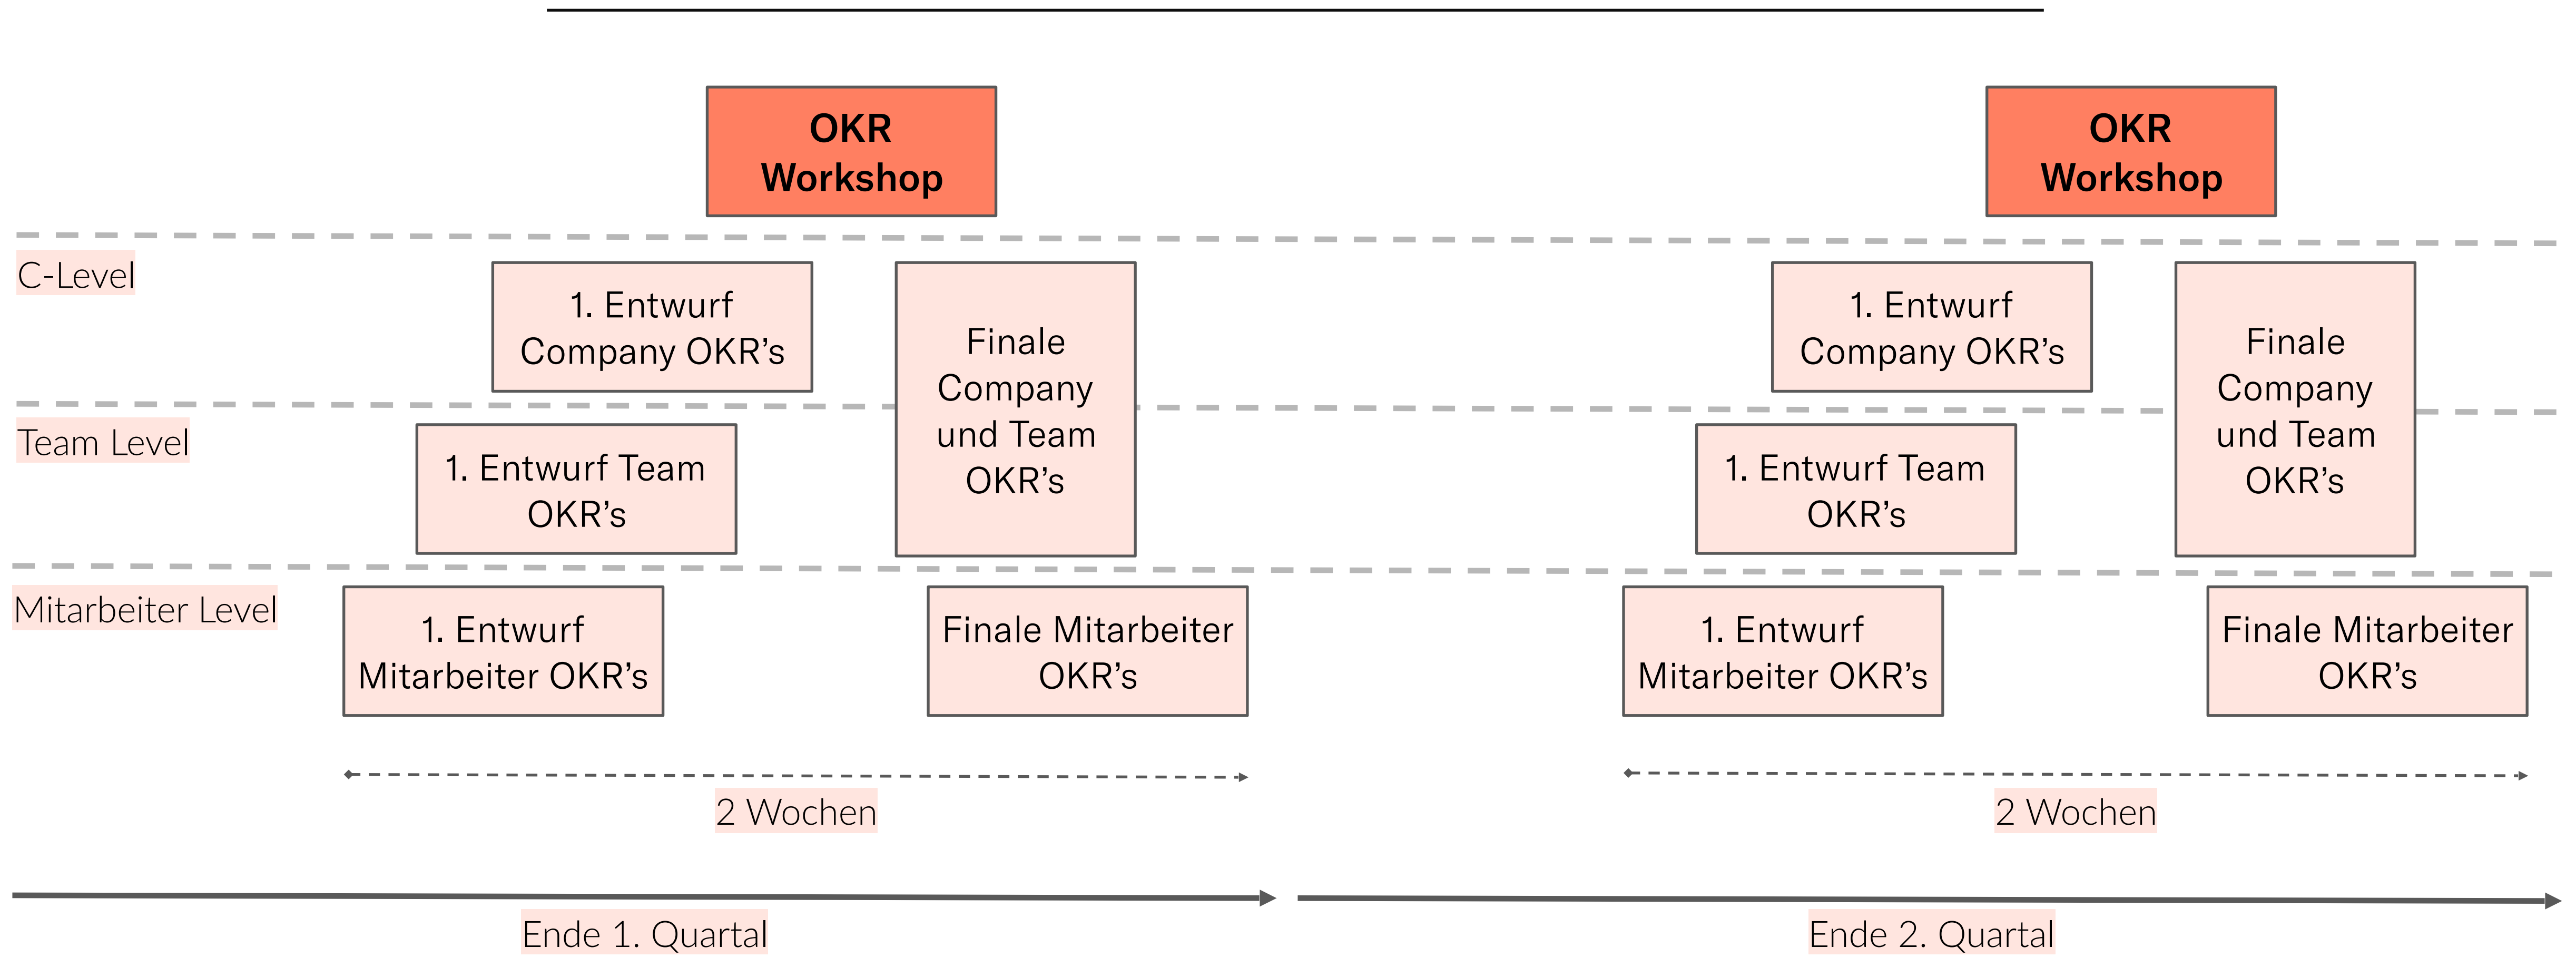 OKR
Workshop
OKR
Workshop
C-Level
1. Entwurf
Company OKR’s
Finale
Company
und Team
OKR’s
1. Entwurf
Company OKR’s
Finale
Company
und Team
OKR’s
Team Level
1. Entwurf Team
OKR’s
1. Entwurf Team
OKR’s
Mitarbeiter Level
1. Entwurf
Mitarbeiter OKR’s
Finale Mitarbeiter
OKR’s
1. Entwurf
Mitarbeiter OKR’s
Finale Mitarbeiter
OKR’s
2 Wochen
2 Wochen
Ende 1. Quartal
Ende 2. Quartal